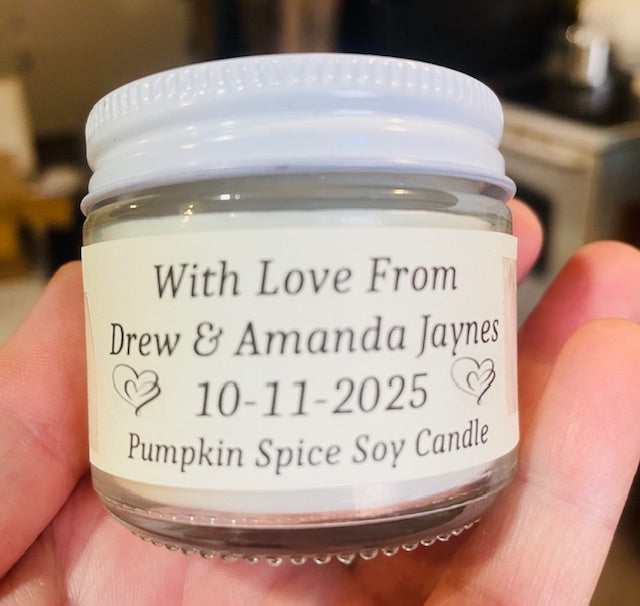 With Love From
Drew & Amanda Jaynes
10-11-2025
Pumpkin Spice Soy Candle